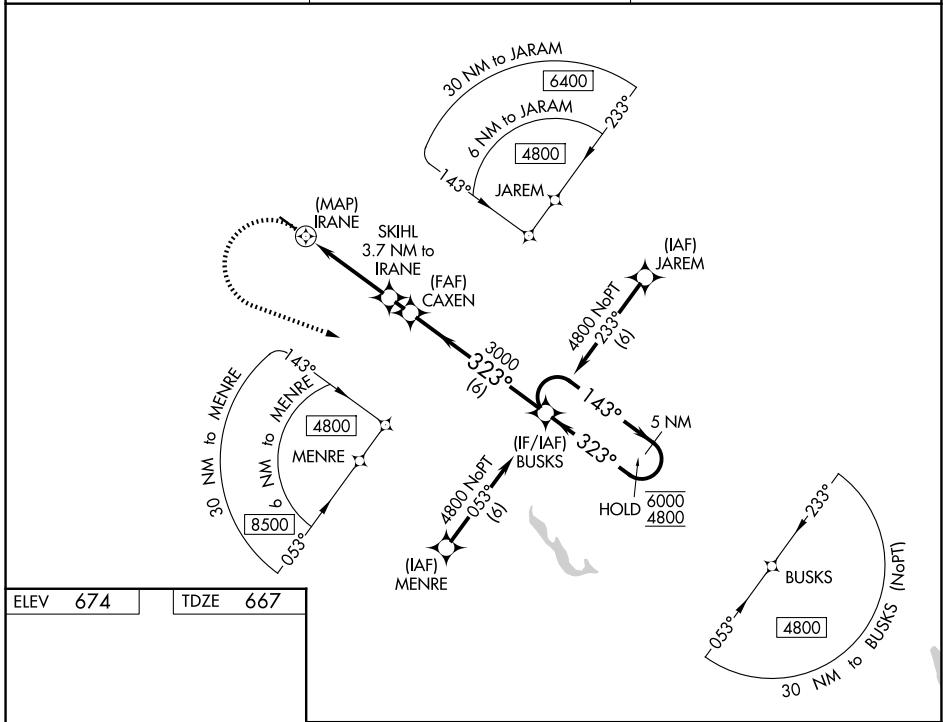 30 NM to JARAM
6400
6 NM to JARAM
4800
233°
143°
JAREM
(MAP)
IRANE
SKIHL
3.7 NM to
IRANE
(FAF)
CAXEN
(IAF)
JAREM
4800 NoPT
233°
(6)
3000
323°
(6)
143°
5 NM
323°
(IF/IAF)
BUSKS
HOLD
6000
4800
30 NM to MENRE
6 NM to MENRE
143°
4800
MENRE
8500
053°
4800 NoPT
053°
(6)
(IAF)
MENRE
233°
BUSKS
053°
4800
30 NM to BUSKS (NoPT)
ELEV 674
TDZE 667